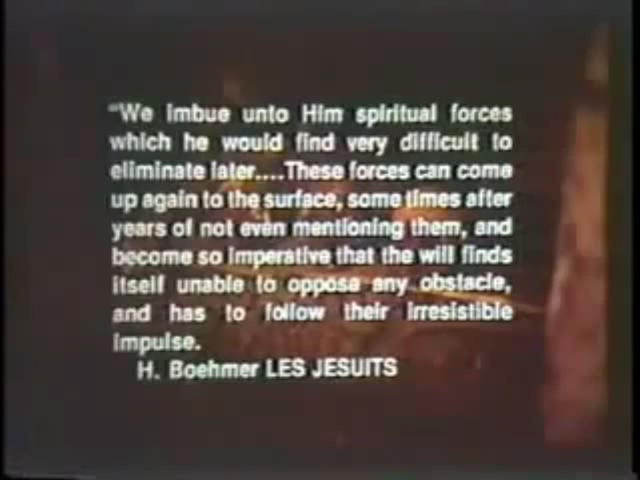 "We imbue unto Him spiritual forces
which he would find very difficult to
eliminate later....These forces can come
up again to the surface, some times after
years of not even mentioning them, and
become so imperative that the will finds
itself unable to oppose any obstacle,
and has to follow their irresistible
impulse.
H. Boehmer LES JESUITS